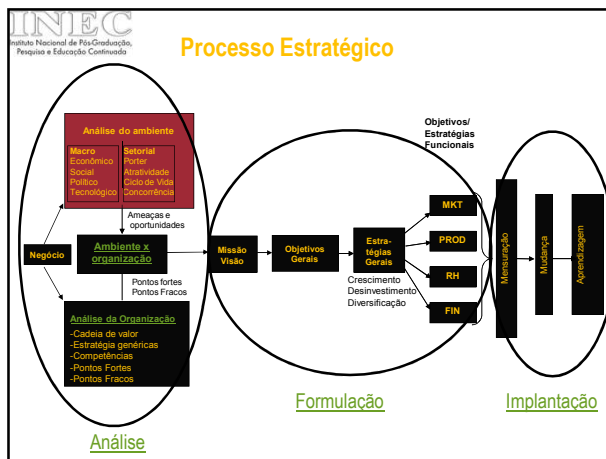 INEC
Instituto Nacional de Pós-Graduação,
Pesquisa e Educação Continuada
Processo Estratégico
Análise do ambiente
Macro
Econômico
Social
Político
Tecnológico
Setorial
Porter
Atratividade
Ciclo de Vida
Concorrência
Ameaças e
oportunidades
Negócio
Ambiente x
organização
Pontos fortes
Pontos Fracos
Análise da Organização
-Cadeia de valor
-Estratégia genéricas
-Competências
-Pontos Fortes
-Pontos Fracos
Análise
Missão
Visão
Objetivos
Gerais
Estra-
tégias
Gerais
Crescimento
Desinvestimento
Diversificação
Objetivos/
Estratégias
Funcionais
MKT
PROD
RH
FIN
Formulação
Mensuração
Mudança
Aprendizagem
Implantação